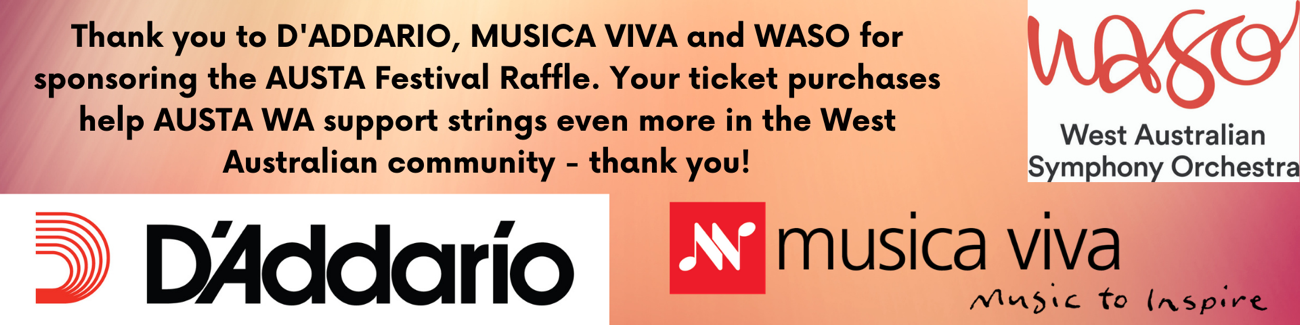 Thank you to D'ADDARIO, MUSICA VIVA and WASO for
sponsoring the AUSTA Festival Raffle. Your ticket purchases
help AUSTA WA support strings even more in the West
Australian community - thank you!
waso
West Australian
Symphony Orchestra
D'Addario
musica viva
Music to Inspire